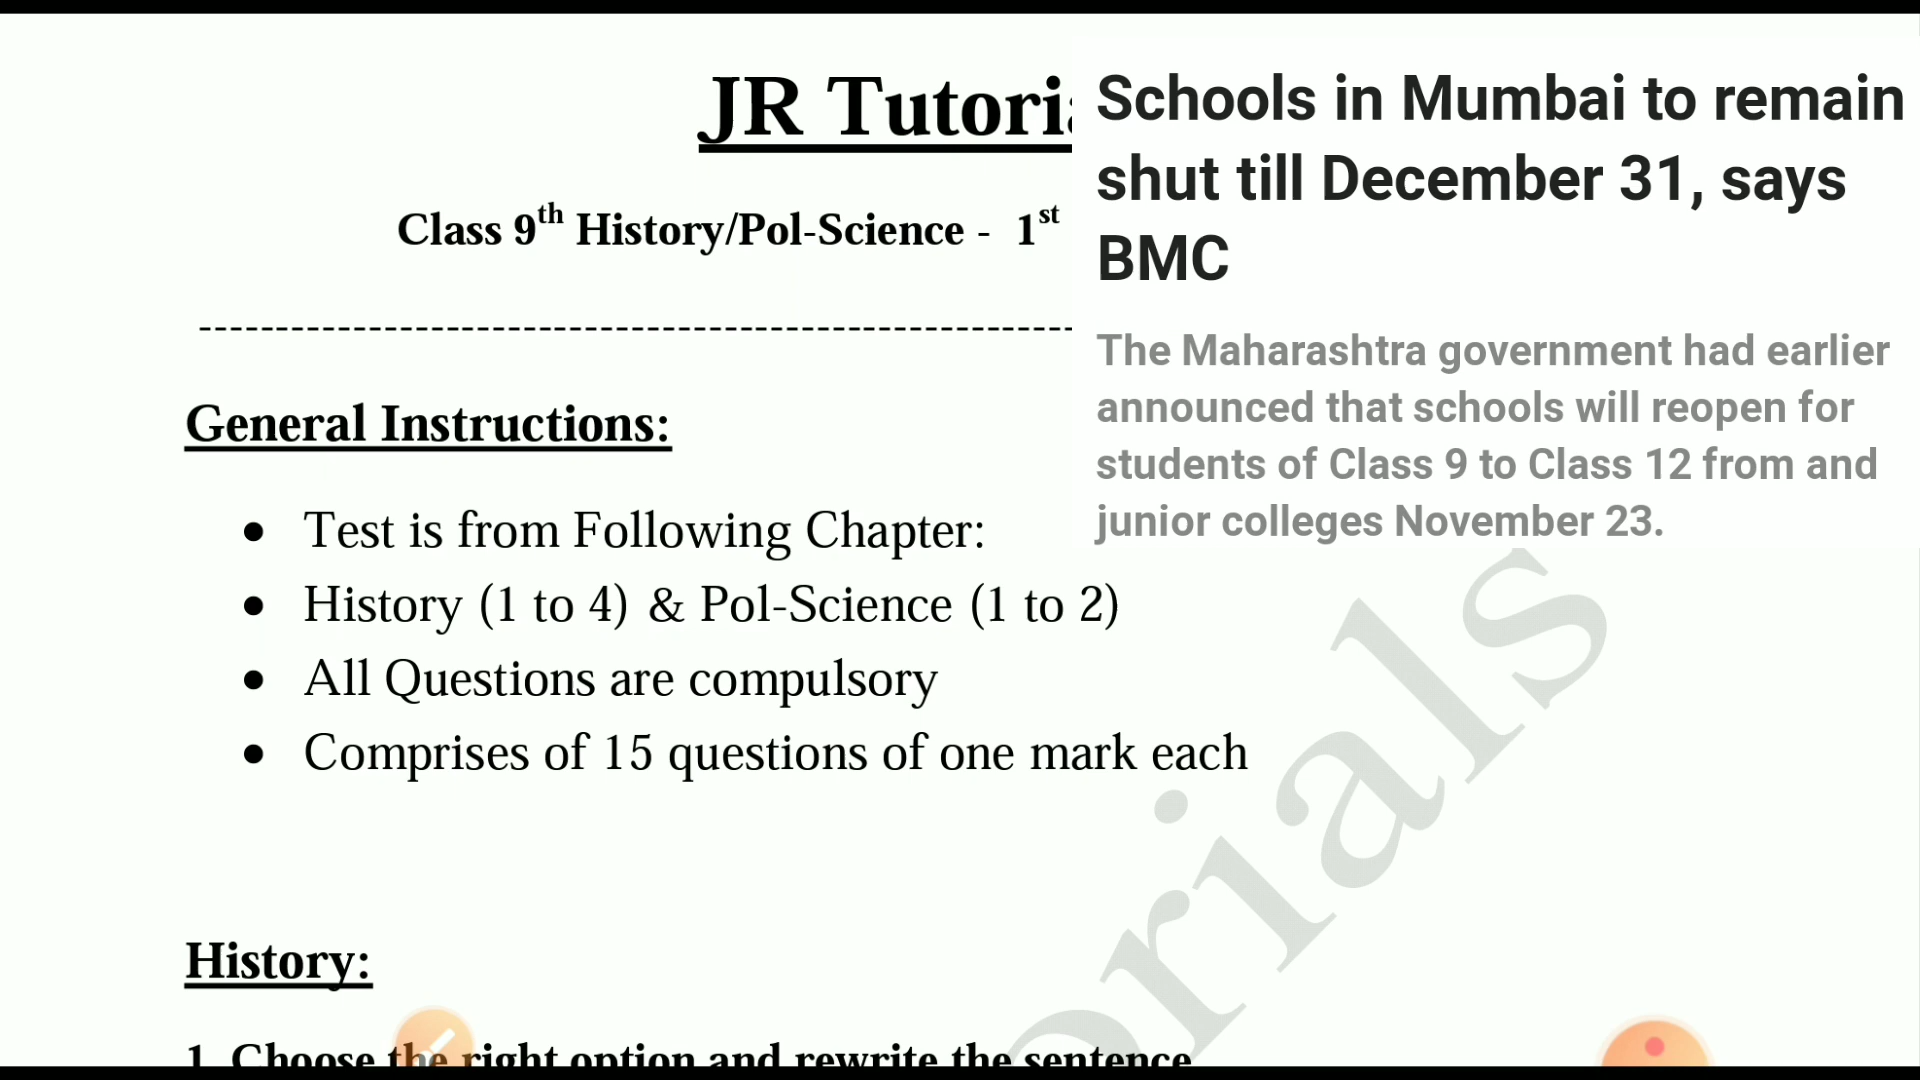 JR Tutoria
Class 9th History/Pol-Science - 1st
--------------------------------------------------------
General Instructions:
• Test is from Following Chapter:
• History (1 to 4) & Pol-Science (1 to 2)
• All Questions are compulsory
• Comprises of 15 questions of one mark each
History:
1. Choose the right option and rewrite the sentence
Schools in Mumbai to remain
shut till December 31, says
BMC
The Maharashtra government had earlier
announced that schools will reopen for
students of Class 9 to Class 12 from and
junior colleges November 23.
orials